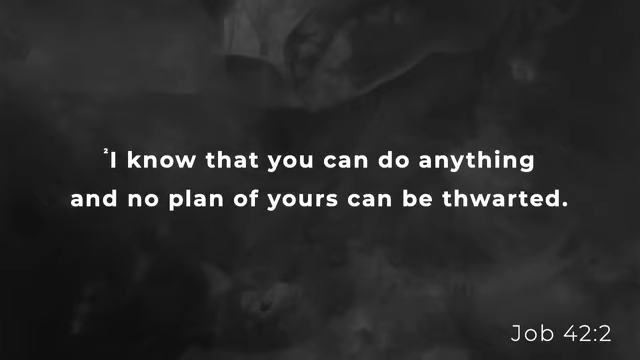 ²I know that you can do anything
and no plan of yours can be thwarted.
Job 42:2